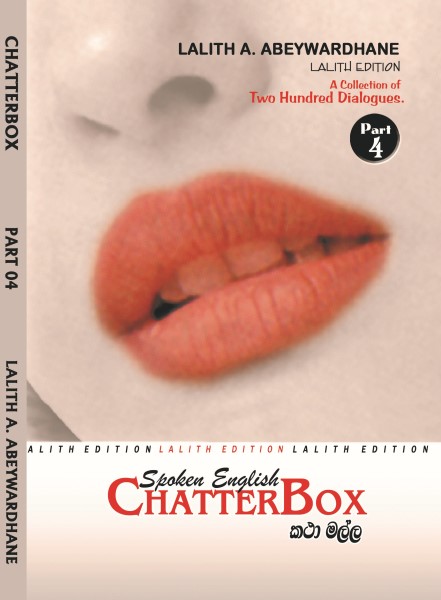 CHATTERBOX
PART 04
LALITH A. ABEYWARDHANE
LALITH A. ABEYWARDHANE
LALITH EDITION
A Collection of
Two Hundred Dialogues.
Part
4
ALITH EDITION LALITH EDITION LALITH EDITION
Spoken English
CHATTERBOX
කථා මල්ල